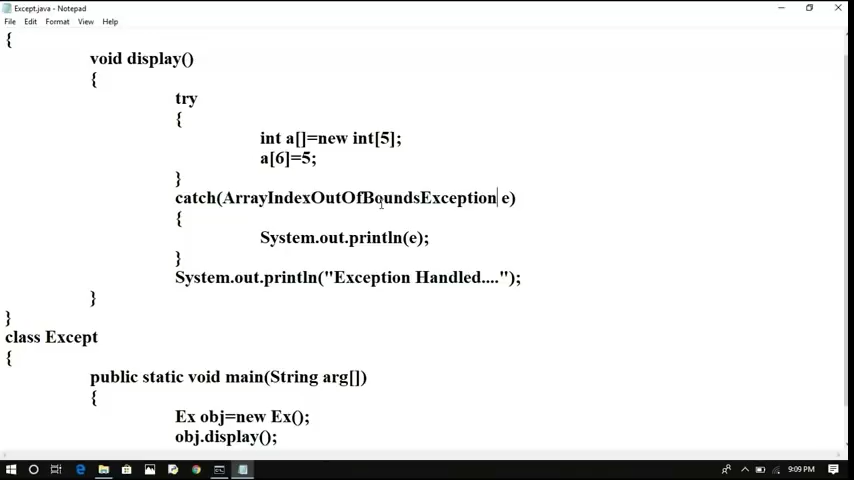 Except.java - Notepad
File Edit Format View Help
{
void display()
{
try
{
int a[]=new int[5];
a[6]=5;
}
catch(ArrayIndexOutOfBoundsException e)
{
System.out.println(e);
}
System.out.println("Exception Handled....");
}
}
class Except
{
public static void main(String arg[])
{
Ex obj=new Ex();
obj.display();
9:09 PM